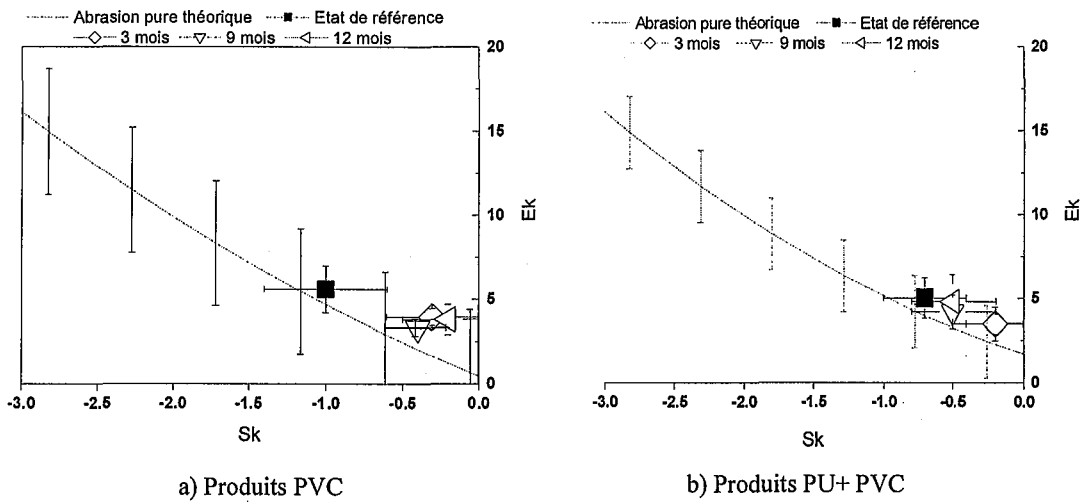 Abrasion pure théorique Etat de référence
3 mois 9 mois 12 mois
20
15
10
5
0
Ek
-3.0 -2.5 -2.0 -1.5 -1.0 -0.5 0.0
Sk
a) Produits PVC
Abrasion pure théorique Etat de référence
3 mois 9 mois 12 mois
20
15
10
5
0
Ek
-3.0 -2.5 -2.0 -1.5 -1.0 -0.5 0.0
Sk
b) Produits PU+ PVC